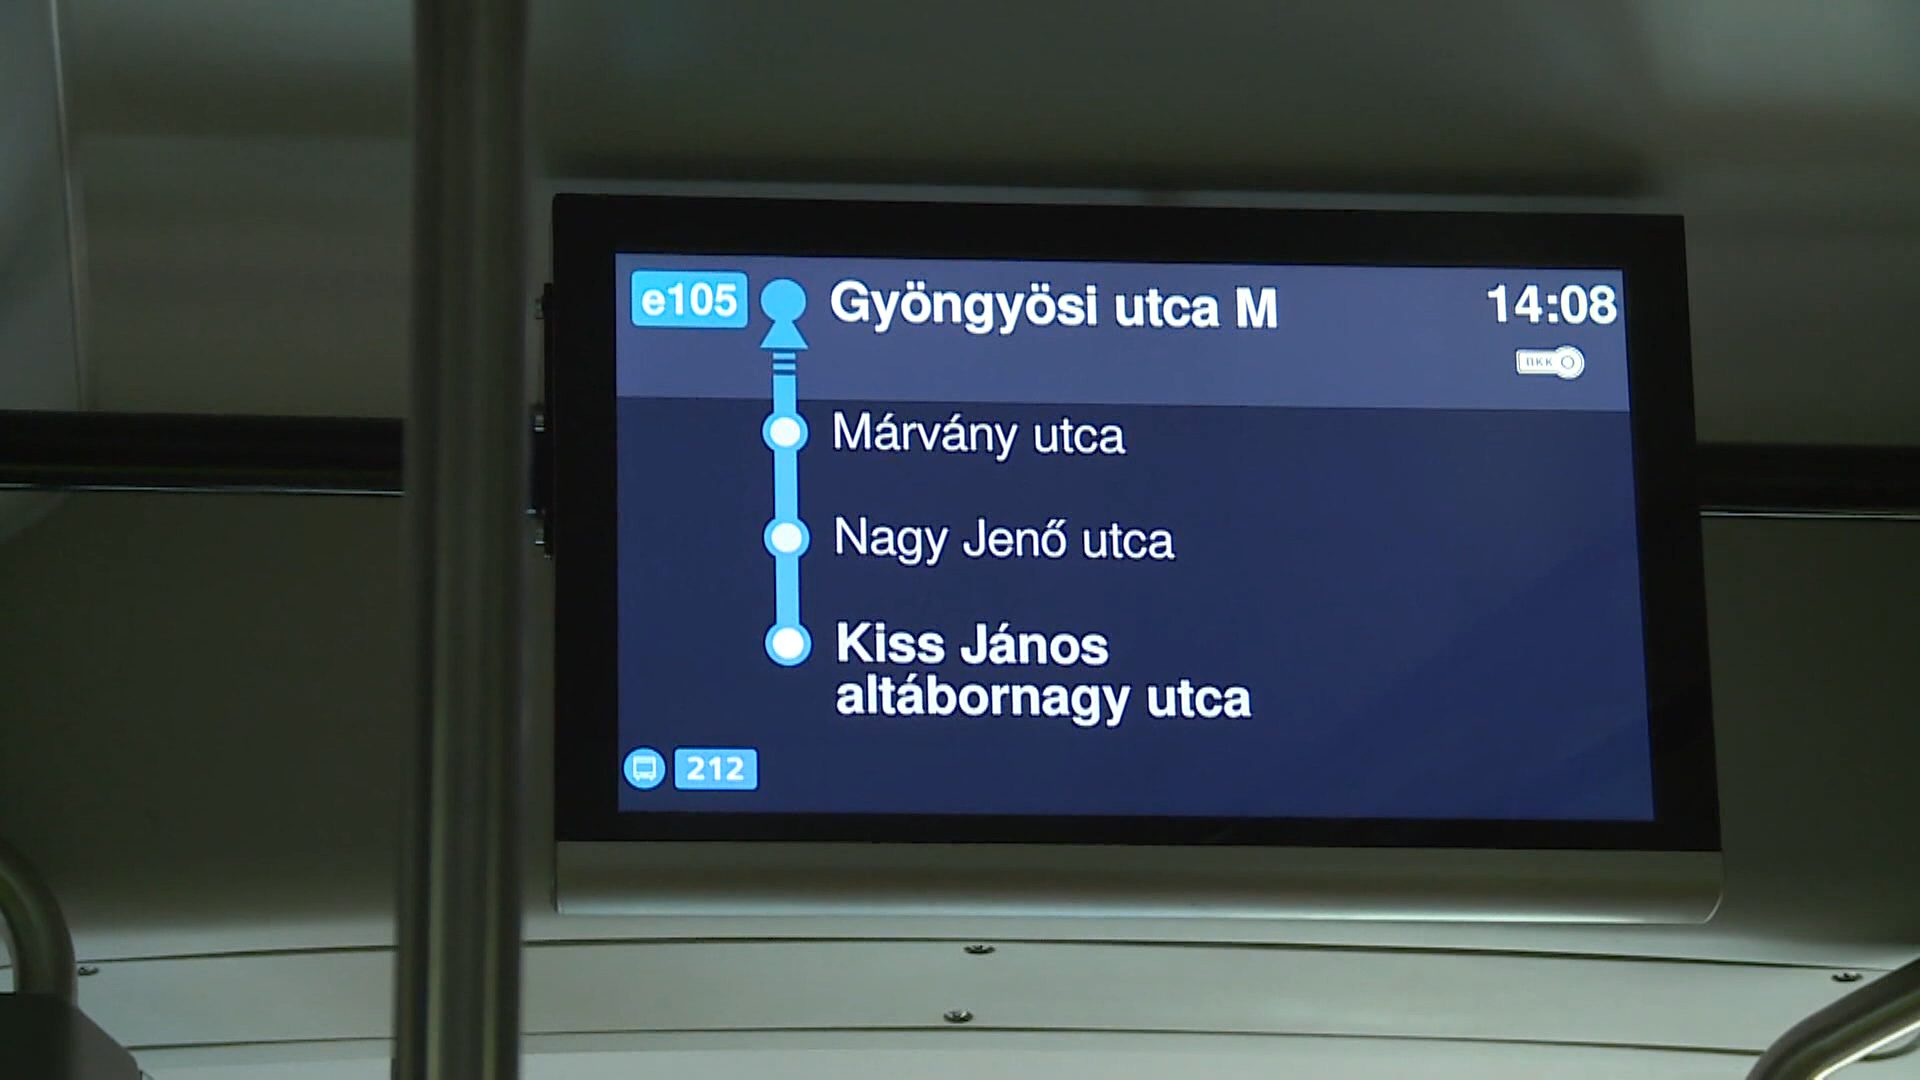 e105 Gyöngyösi utca M 14:08
BKK
Márvány utca
Nagy Jenő utca
Kiss János
altábornagy utca
212